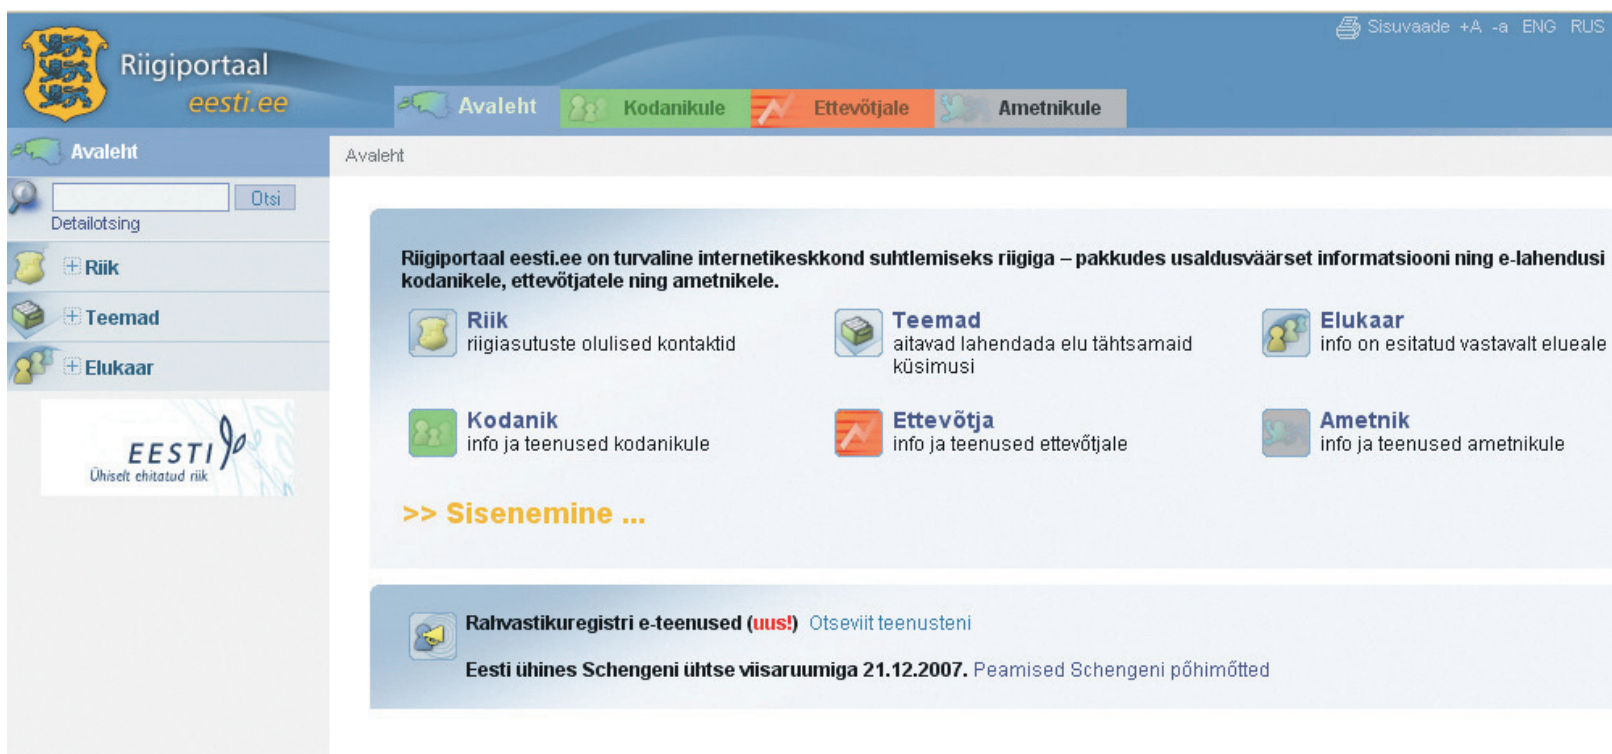 Sisuvaade +A -a ENG RUS
Riigiportaal
eesti.ee
Avaleht Kodanikule Ettevõtjale Ametnikule
Avaleht
Otsi
Detailotsing
Riik
Teemad
Elukaar
EESTI
Ühiselt ehitatud riik
Avaleht
Riigiportaal eesti.ee on turvaline internetikeskkond suhtlemiseks riigiga – pakkudes usaldusväärset informatsiooni ning e-lahendusi
kodanikele, ettevõtjatele ning ametnikele.
Riik
riigiasutuste olulised kontaktid
Teemad
aitavad lahendada elu tähtsamaid
küsimusi
Elukaar
info on esitatud vastavalt elueale
Kodanik
info ja teenused kodanikule
Ettevõtja
info ja teenused ettevõtjale
Ametnik
info ja teenused ametnikule
>> Sisenemine ...
Rahvastikuregistri e-teenused (uus!) Otseviit teenusteni
Eesti ühines Schengeni ühtse viisaruumiga 21.12.2007. Peamised Schengeni põhimõtted